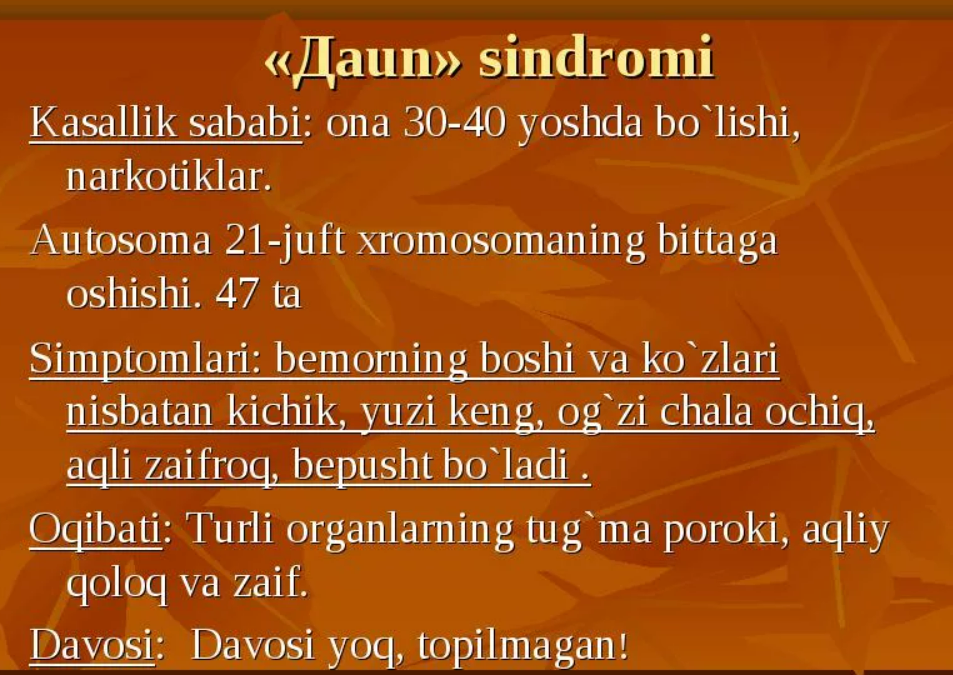 «Даun» sindromi
Kasallik sababi: ona 30-40 yoshda bo`lishi,
narkotiklar.
Autosoma 21-juft xromosomaning bittaga
oshishi. 47 ta
Simptomlari: bemorning boshi va ko`zlari
nisbatan kichik, yuzi keng, og`zi chala ochiq,
aqli zaifroq, bepusht bo`ladi .
Oqibati: Turli organlarning tug`ma poroki, aqliy
qoloq va zaif.
Davosi:  Davosi yoq, topilmagan!